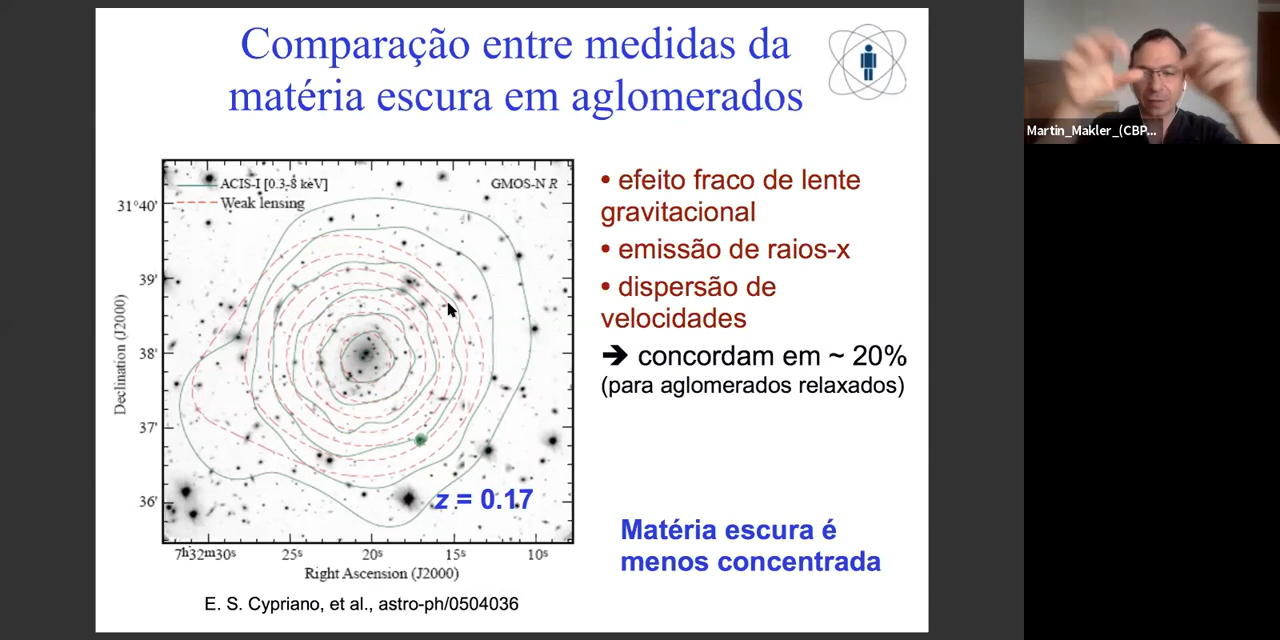 Comparação entre medidas da
matéria escura em aglomerados
Martin_Makler_(CBP...
ACIS-I [0.3-8 keV]
GMOS-N R
Weak lensing
31°40'
39'
38'
37'
36'
Declination (J2000)
7h32m30s
25s
20s
15s
10s
Right Ascension (J2000)
z = 0.17
E. S. Cypriano, et al., astro-ph/0504036
• efeito fraco de lente
gravitacional
• emissão de raios-x
• dispersão de
velocidades
➔ concordam em ~ 20%
(para aglomerados relaxados)
Matéria escura é
menos concentrada